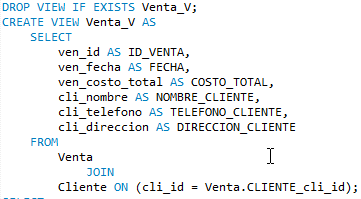 DROP VIEW IF EXISTS Venta_V;
CREATE VIEW Venta_V AS
SELECT
ven_id AS ID_VENTA,
ven_fecha AS FECHA,
ven_costo_total AS COSTO_TOTAL,
cli_nombre AS NOMBRE_CLIENTE,
cli_telefono AS TELEFONO_CLIENTE,
cli_direccion AS DIRECCION_CLIENTE
FROM
Venta
JOIN
Cliente ON (cli_id = Venta.CLIENTE_cli_id);